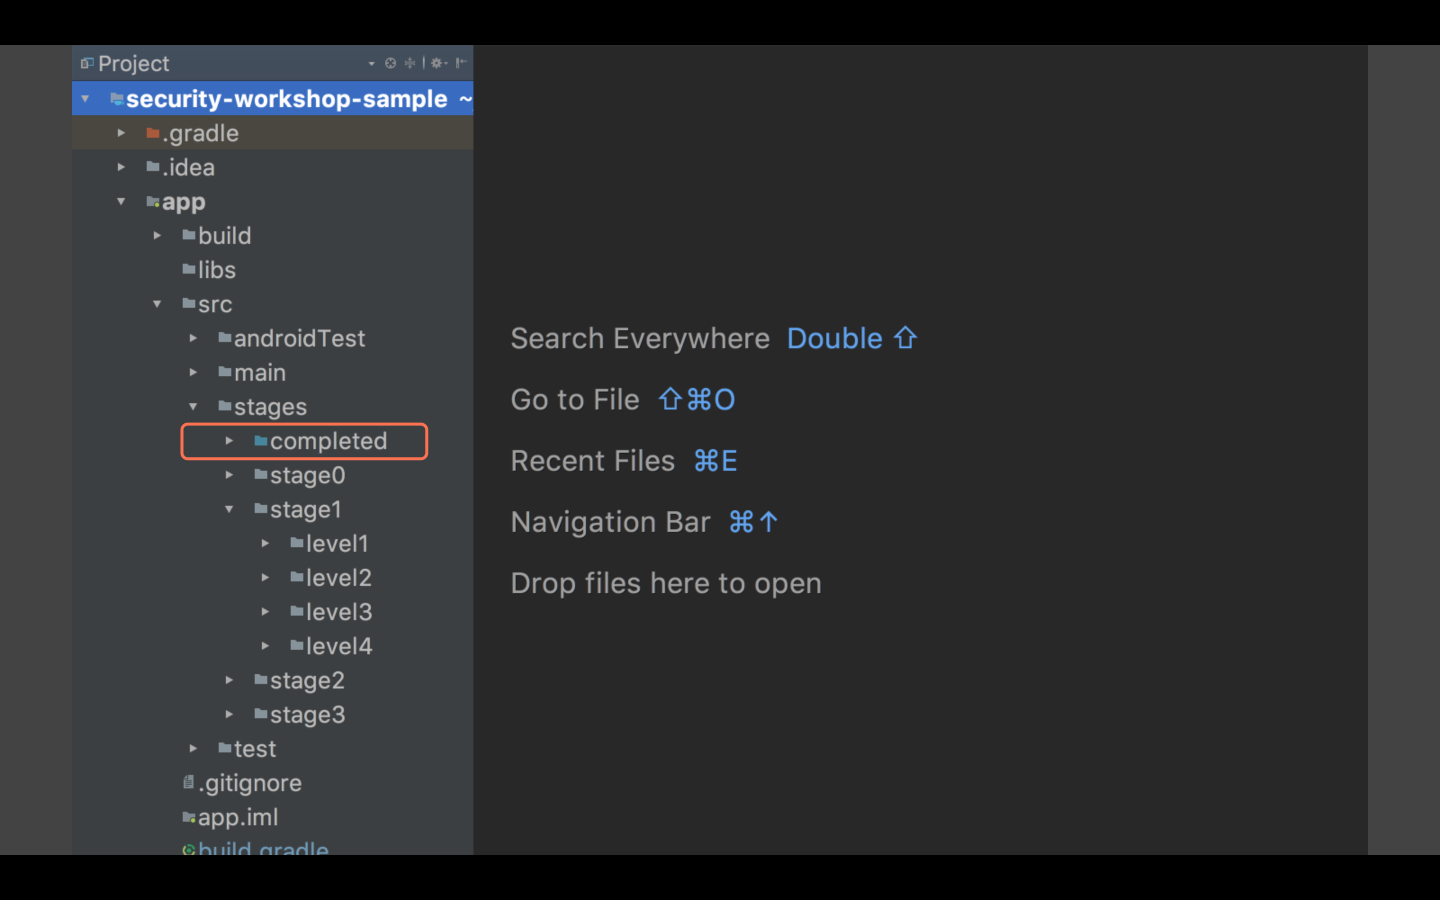 Project
security-workshop-sample ~
.gradle
.idea
app
build
libs
src
androidTest
main
stages
completed
stage0
stage1
level1
level2
level3
level4
stage2
stage3
test
.gitignore
app.iml
build.gradle
Search Everywhere Double ⇧
Go to File ⇧⌘O
Recent Files ⌘E
Navigation Bar ⌘↑
Drop files here to open